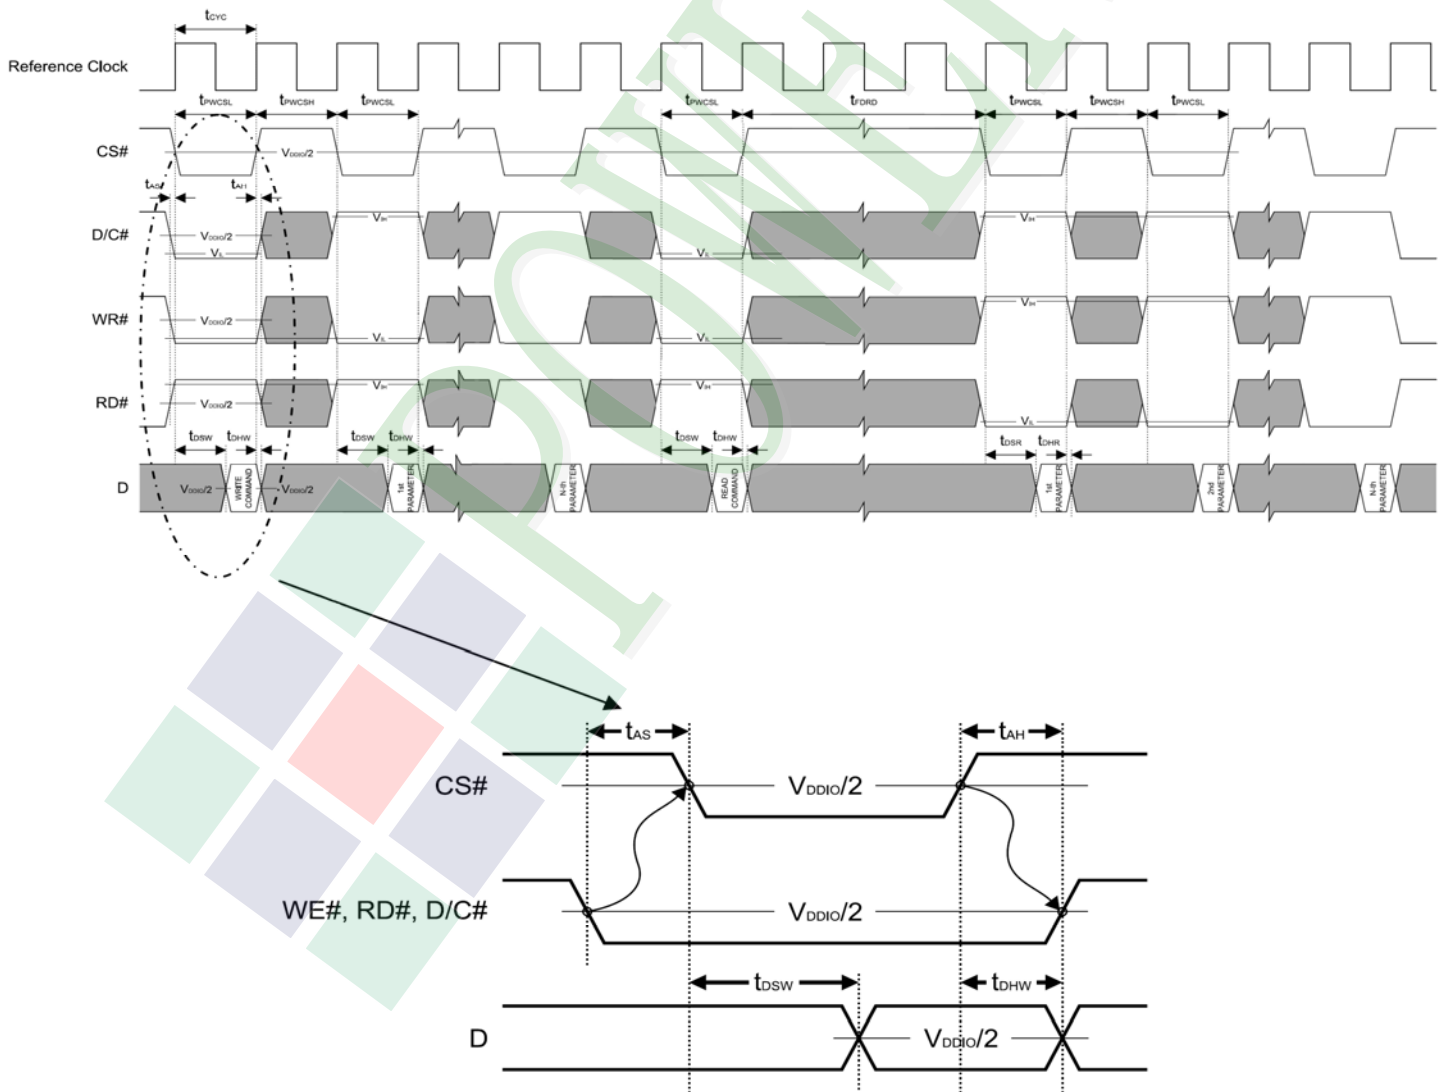 tCYC
Reference Clock
tPWCSL tPWCSH tPWCSL tPWCSL tFDRD tPWCSL tPWCSH tPWCSL
CS# VDDIO/2
tAS tAH
D/C# VDDIO/2 VIL VIH VIL VIH
WR# VDDIO/2 VIL VIL VIH
RD# VDDIO/2 VIH VIH VIL
tDSW tDHW tDSW tDHW tDSW tDHW tDSR tDHR
D VDDIO/2 WRITE COMMAND VDDIO/2 1st PARAMETER N-th PARAMETER READ COMMAND 1st PARAMETER 2nd PARAMETER N-th PARAMETER
tAS tAH
CS# VDDIO/2
WE#, RD#, D/C# VDDIO/2
tDSW tDHW
D VDDIO/2
POWE